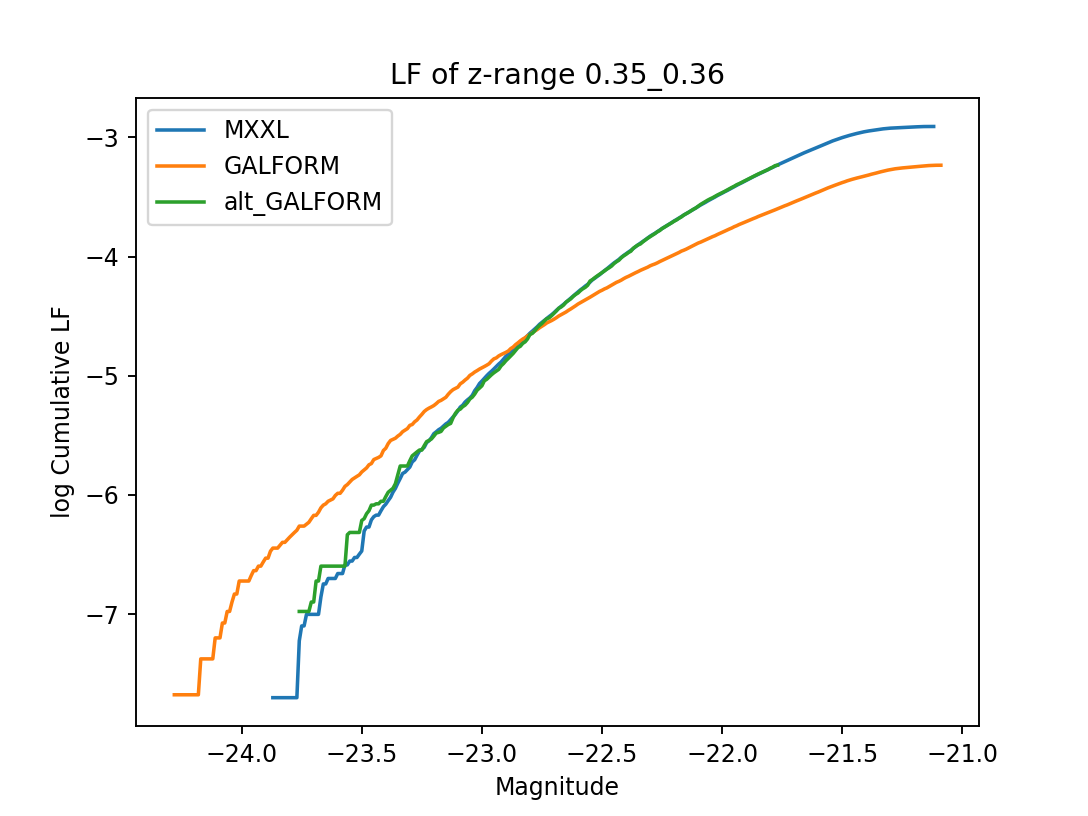 LF of z-range 0.35_0.36
MXXL
GALFORM
alt_GALFORM
−3
−4
−5
−6
−7
log Cumulative LF
−24.0 −23.5 −23.0 −22.5 −22.0 −21.5 −21.0
Magnitude